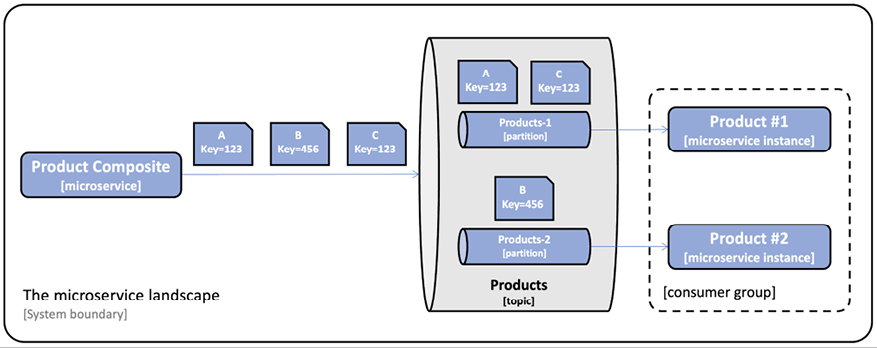 Product Composite
[microservice]
A
Key=123
B
Key=456
C
Key=123
A
Key=123
C
Key=123
Products-1
[partition]
B
Key=456
Products-2
[partition]
Products
[topic]
Product #1
[microservice instance]
Product #2
[microservice instance]
[consumer group]
The microservice landscape
[System boundary]